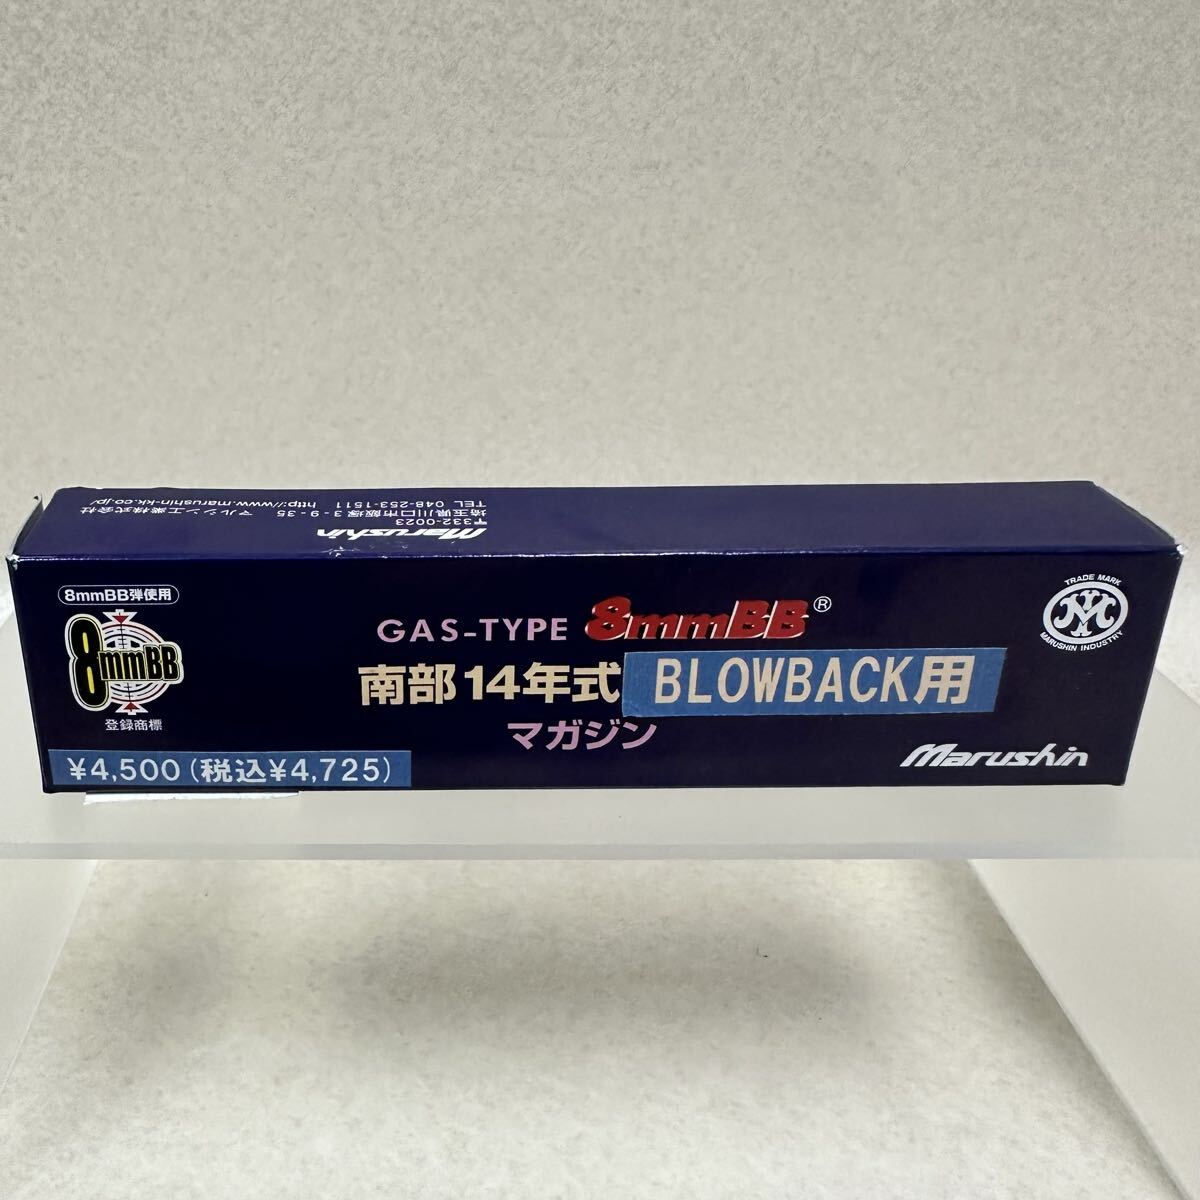 Marushin
〒332-0023
埼玉県川口市飯塚3-9-35 マルシン工業株式会社
TEL 048-253-1511 http://www.marushin-kk.co.jp/
8mmBB弾使用
8mmBB
登録商標
GAS-TYPE 8mmBB®
南部14年式 BLOWBACK用
マガジン
¥4,500(税込¥4,725)
TRADE MARK
M
MARUSHIN INDUSTRY
Marushin